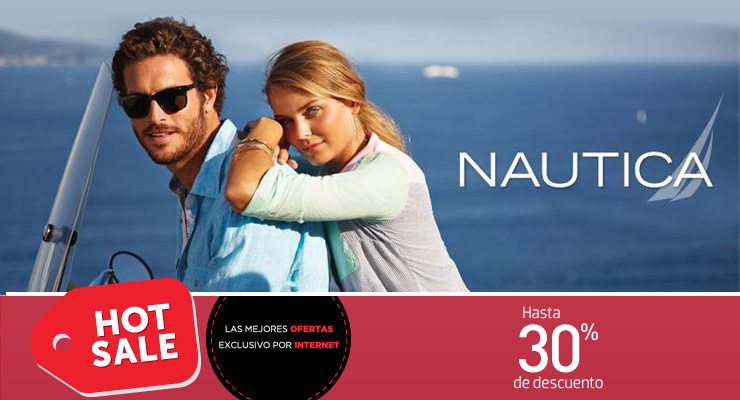 NAUTICA
HOT
SALE
LAS MEJORES OFERTAS
EXCLUSIVO POR INTERNET
Hasta
30%
de descuento